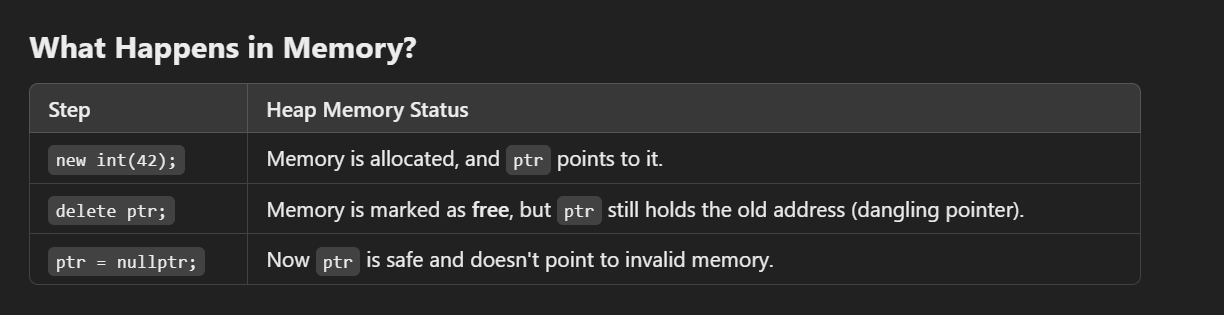 What Happens in Memory?
Step Heap Memory Status
new int(42); Memory is allocated, and ptr points to it.
delete ptr; Memory is marked as free, but ptr still holds the old address (dangling pointer).
ptr = nullptr; Now ptr is safe and doesn't point to invalid memory.